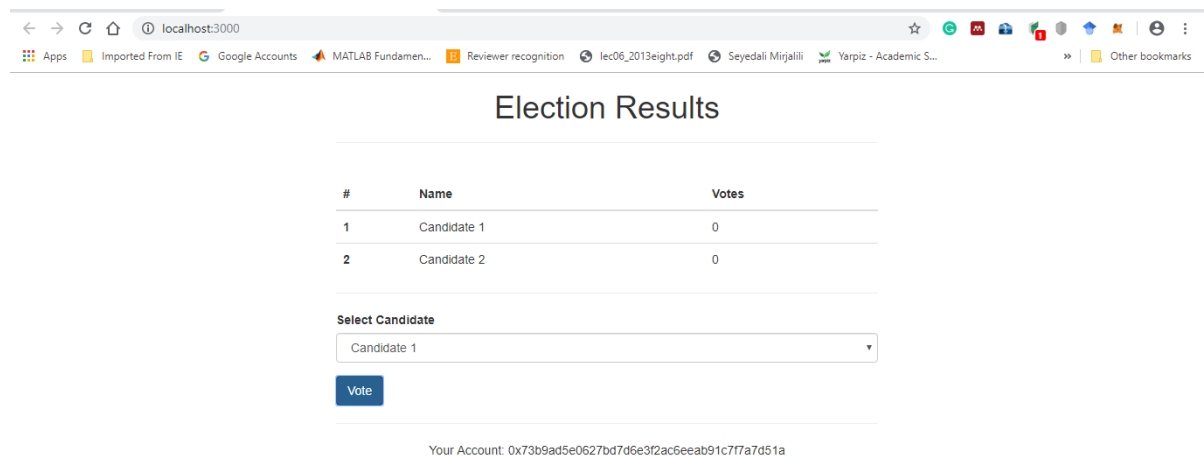 localhost:3000
Apps Imported From IE Google Accounts MATLAB Fundamen... Reviewer recognition lec06_2013eight.pdf Seyedali Mirjalili Yarpiz - Academic S... » Other bookmarks
Election Results
# Name Votes
1 Candidate 1 0
2 Candidate 2 0
Select Candidate
Candidate 1
Vote
Your Account: 0x73b9ad5e0627bd7d6e3f2ac6eeab91c7f7a7d51a